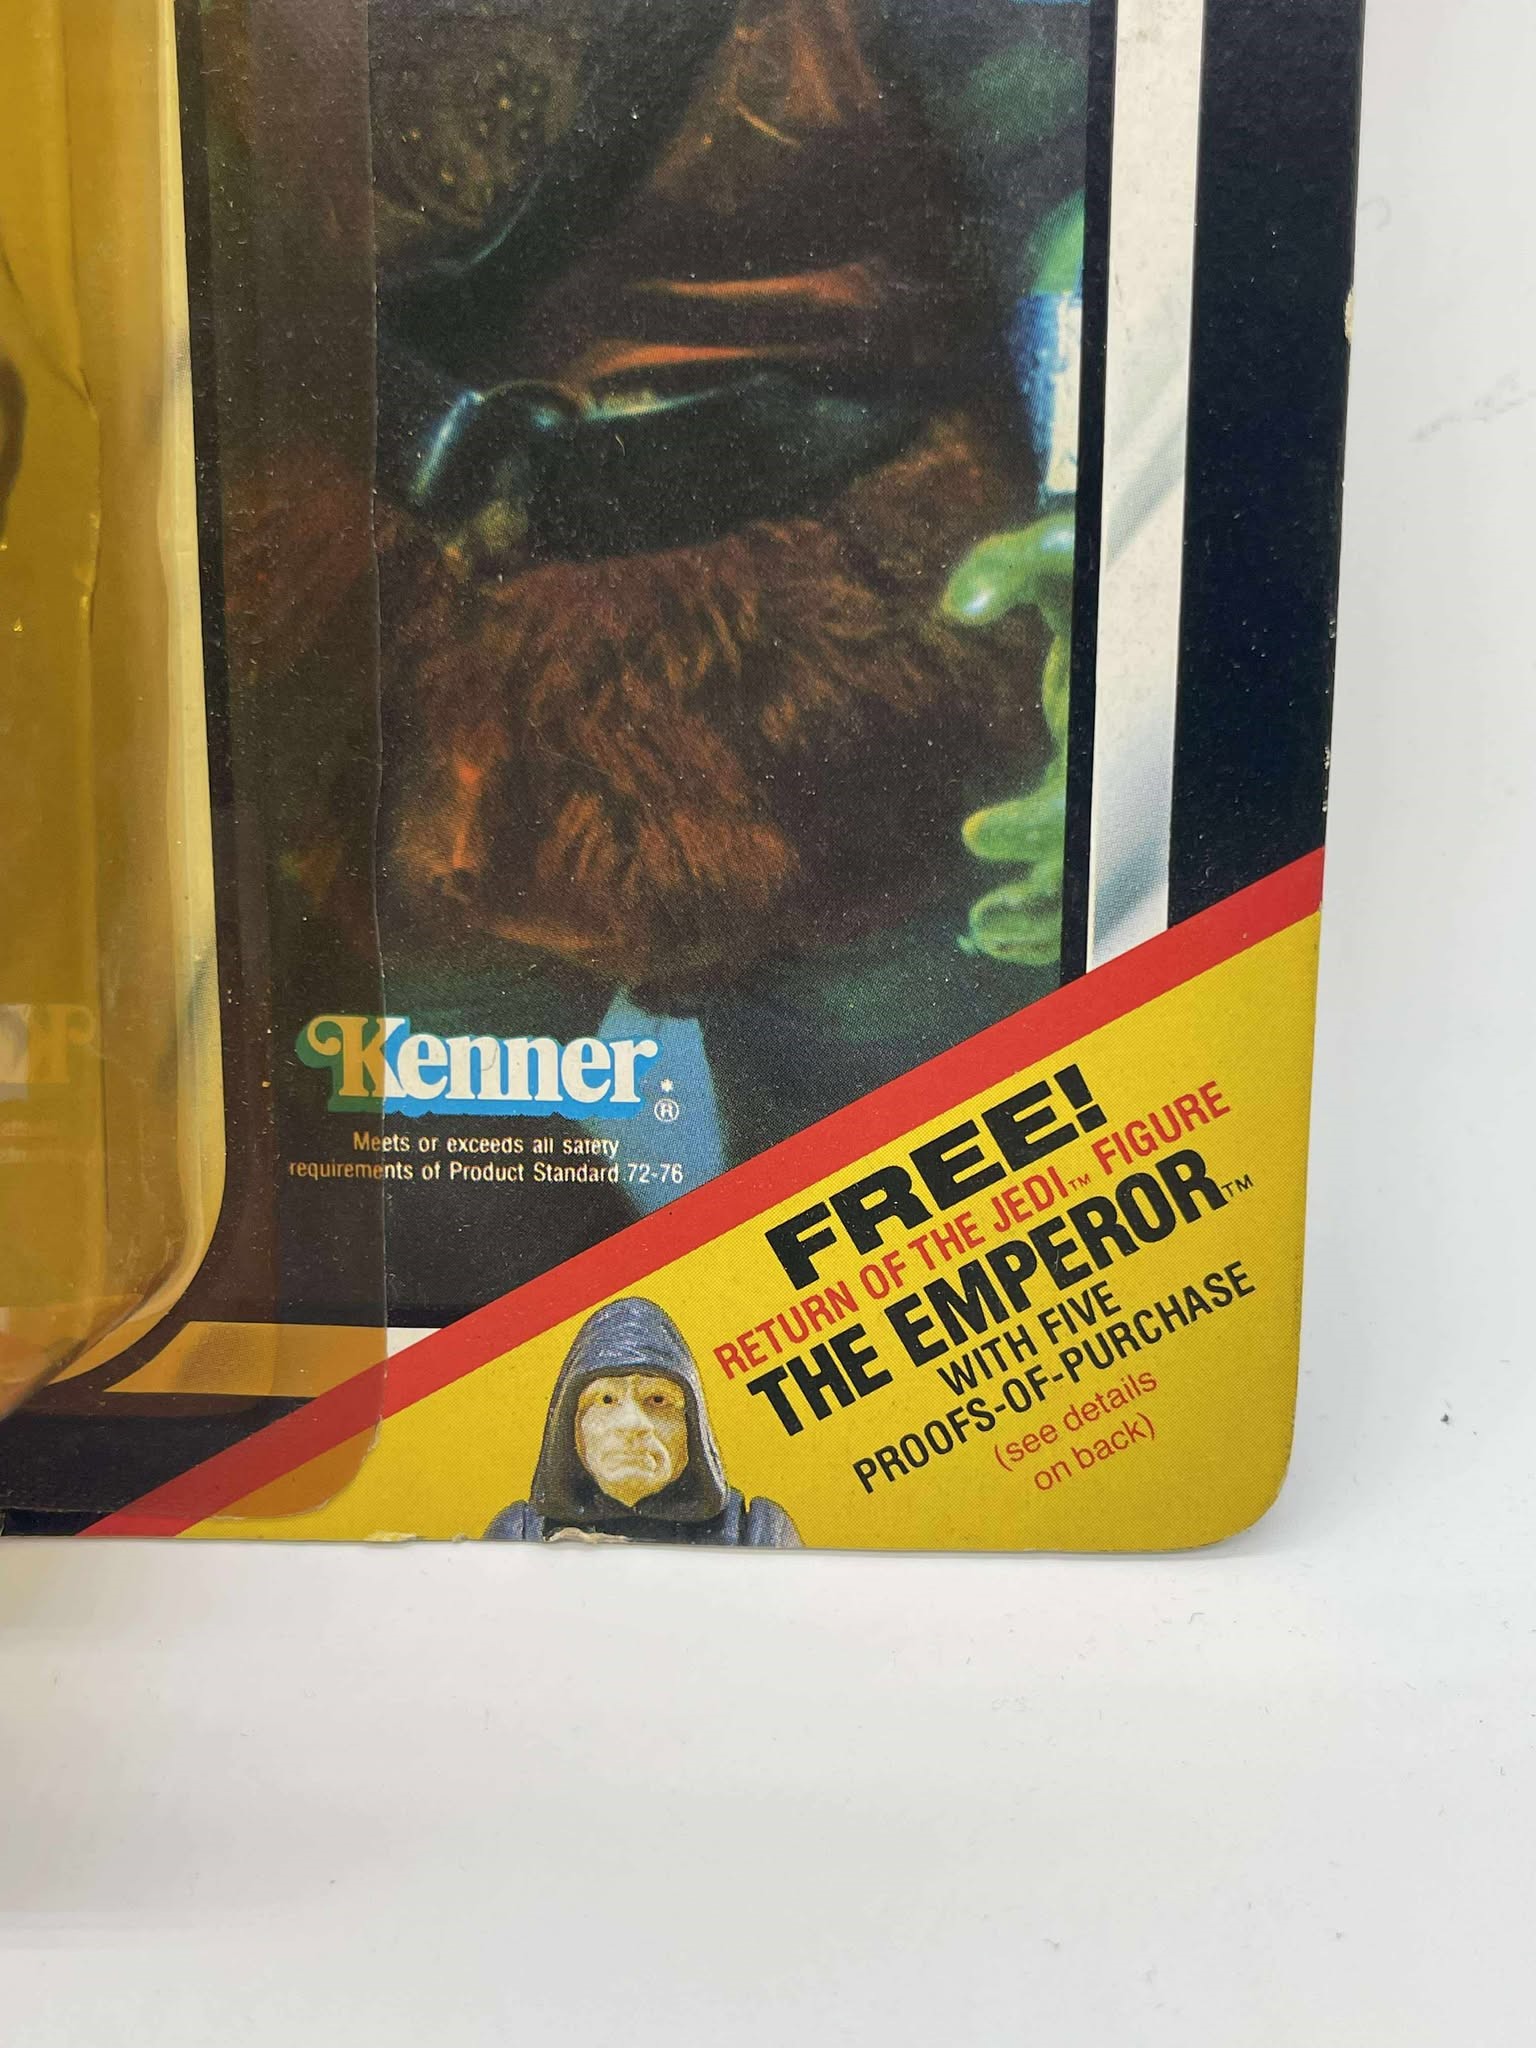 Kenner®
Meets or exceeds all safety
requirements of Product Standard 72-76
FREE!
RETURN OF THE JEDI™ FIGURE
THE EMPEROR™
WITH FIVE
PROOFS-OF-PURCHASE
(see details
on back)